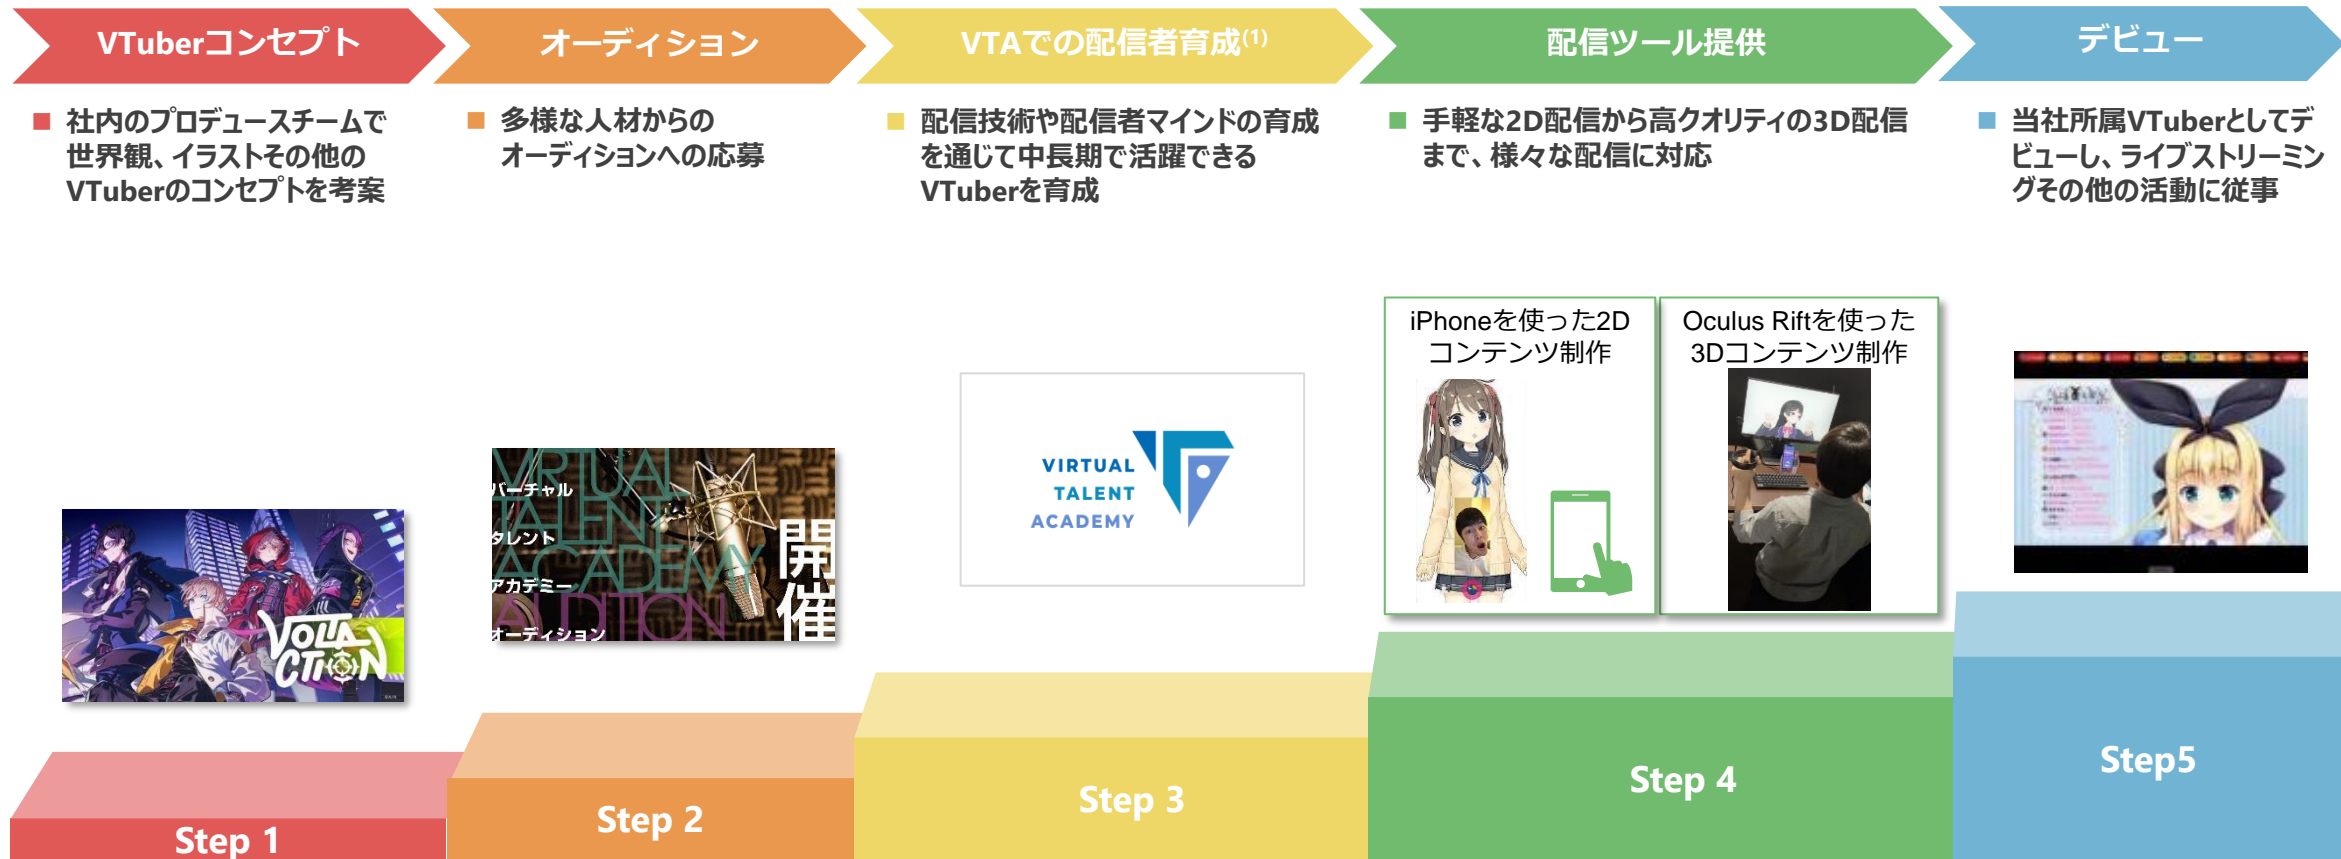 VTuberコンセプト
オーディション
VTAでの配信者育成(1)
配信ツール提供
デビュー
■ 社内のプロデュースチームで
世界観、イラストその他の
VTuberのコンセプトを考案
■ 多様な人材からの
オーディションへの応募
■ 配信技術や配信者マインドの育成
を通じて中長期で活躍できる
VTuberを育成
■ 手軽な2D配信から高クオリティの3D配信
まで、様々な配信に対応
■ 当社所属VTuberとしてデ
ビューし、ライブストリーミン
グその他の活動に従事
VOLTA
CTION
VIRTUAL
バーチャル
TALENT
タレント
ACADEMY
アカデミー
AUDITION
オーディション
開催
VIRTUAL
TALENT
ACADEMY
iPhoneを使った2D
コンテンツ制作
Oculus Riftを使った
3Dコンテンツ制作
Step 1
Step 2
Step 3
Step 4
Step5